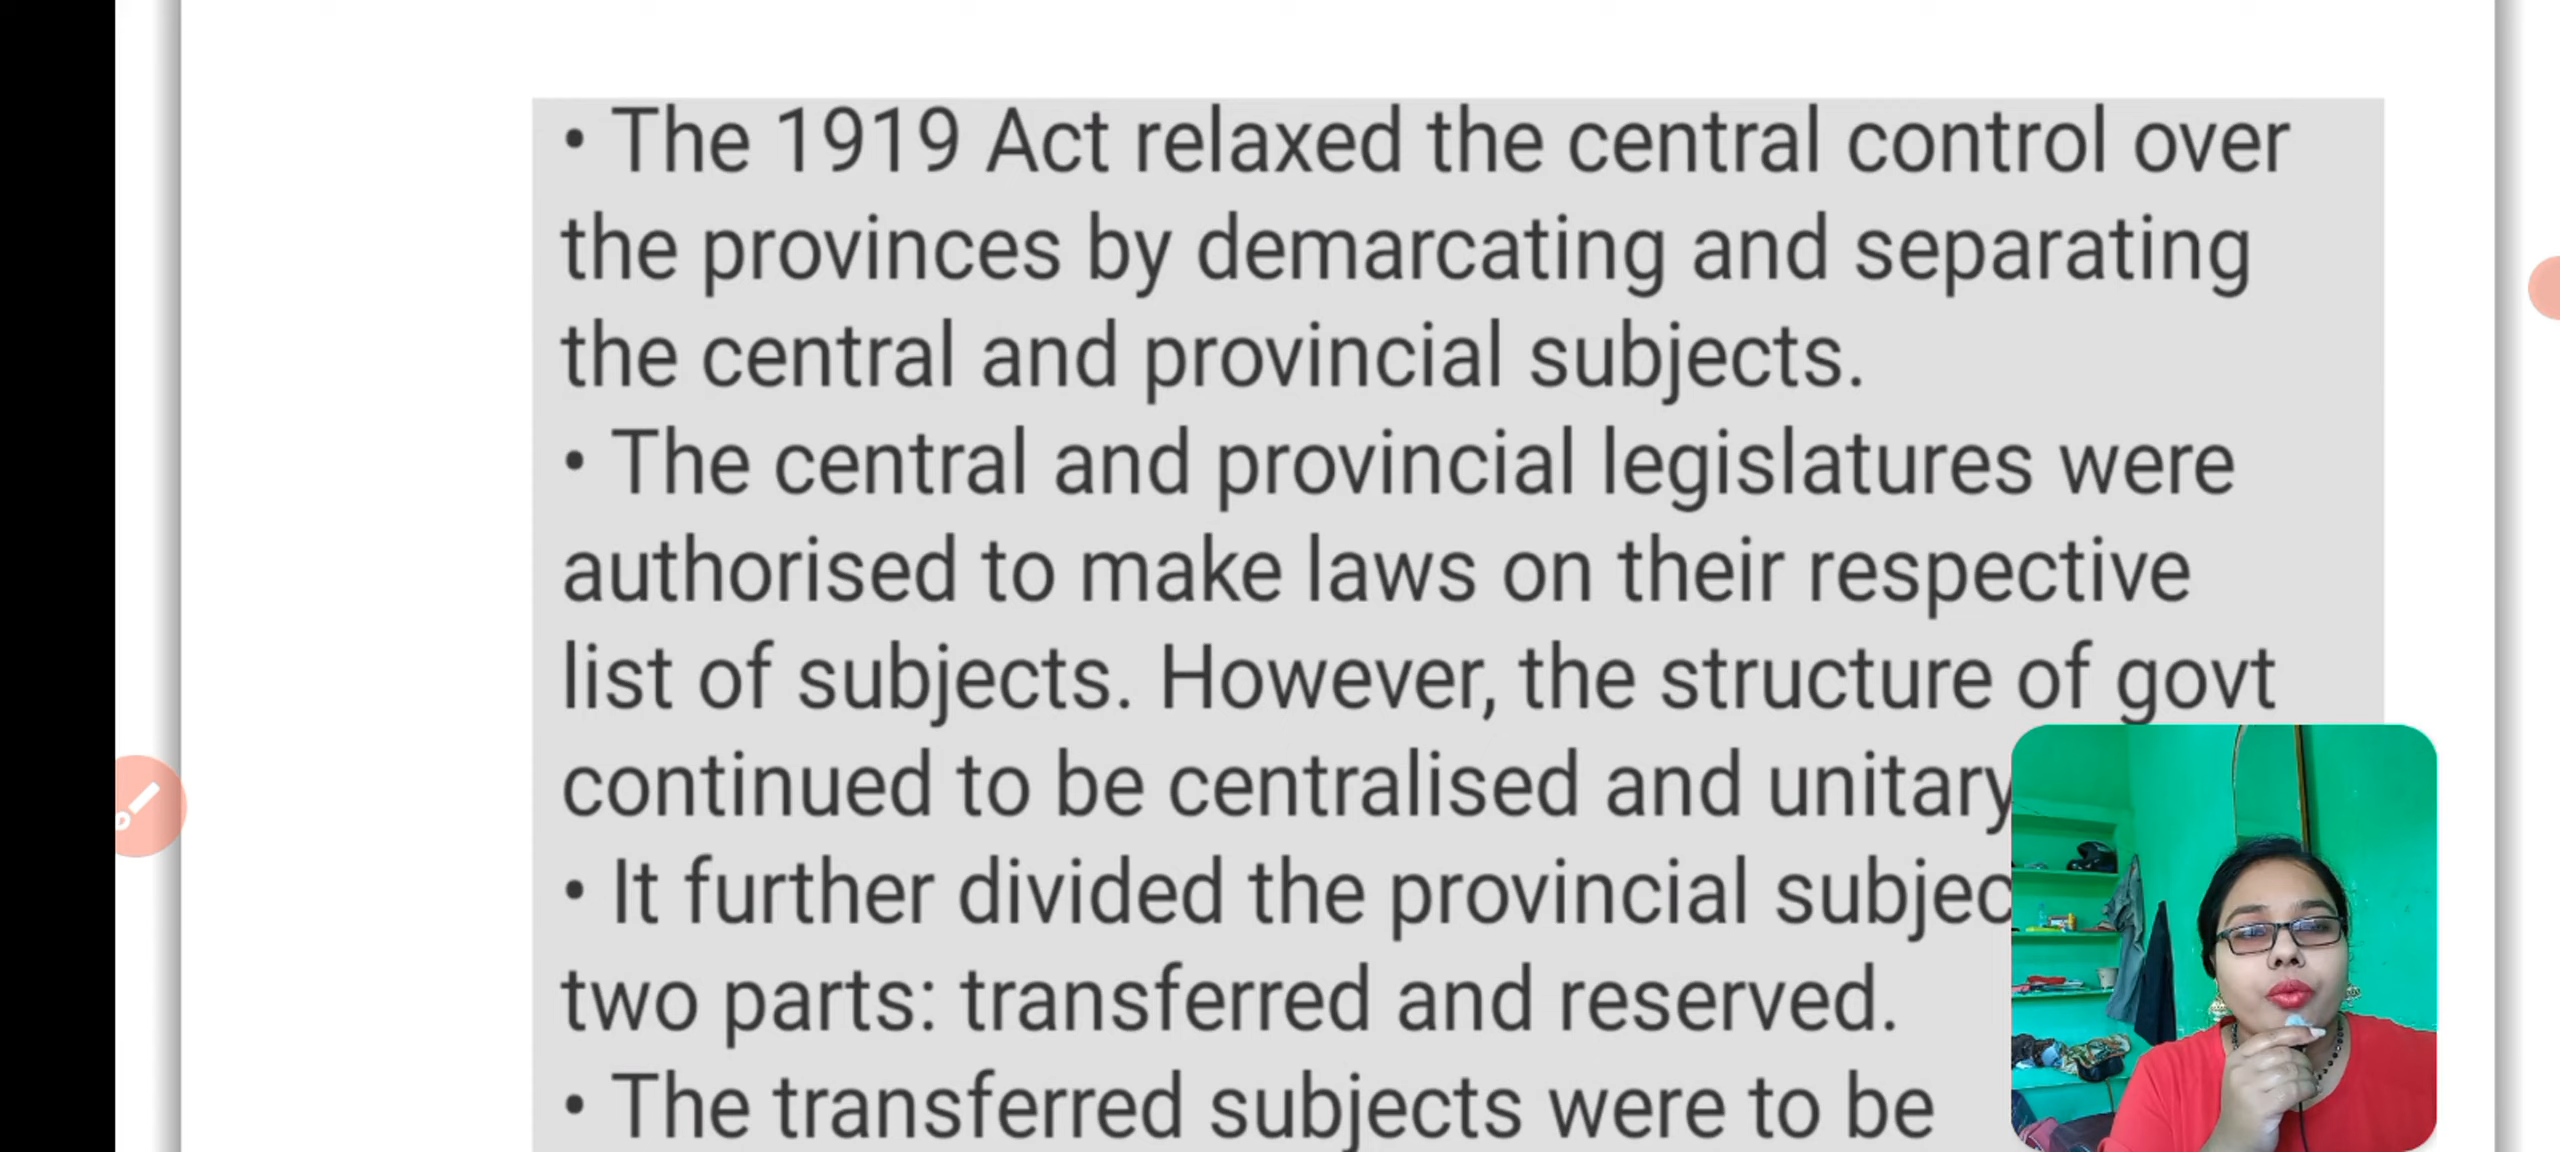 • The 1919 Act relaxed the central control over
the provinces by demarcating and separating
the central and provincial subjects.
• The central and provincial legislatures were
authorised to make laws on their respective
list of subjects. However, the structure of govt
continued to be centralised and unitary
• It further divided the provincial subjec
two parts: transferred and reserved.
• The transferred subjects were to be